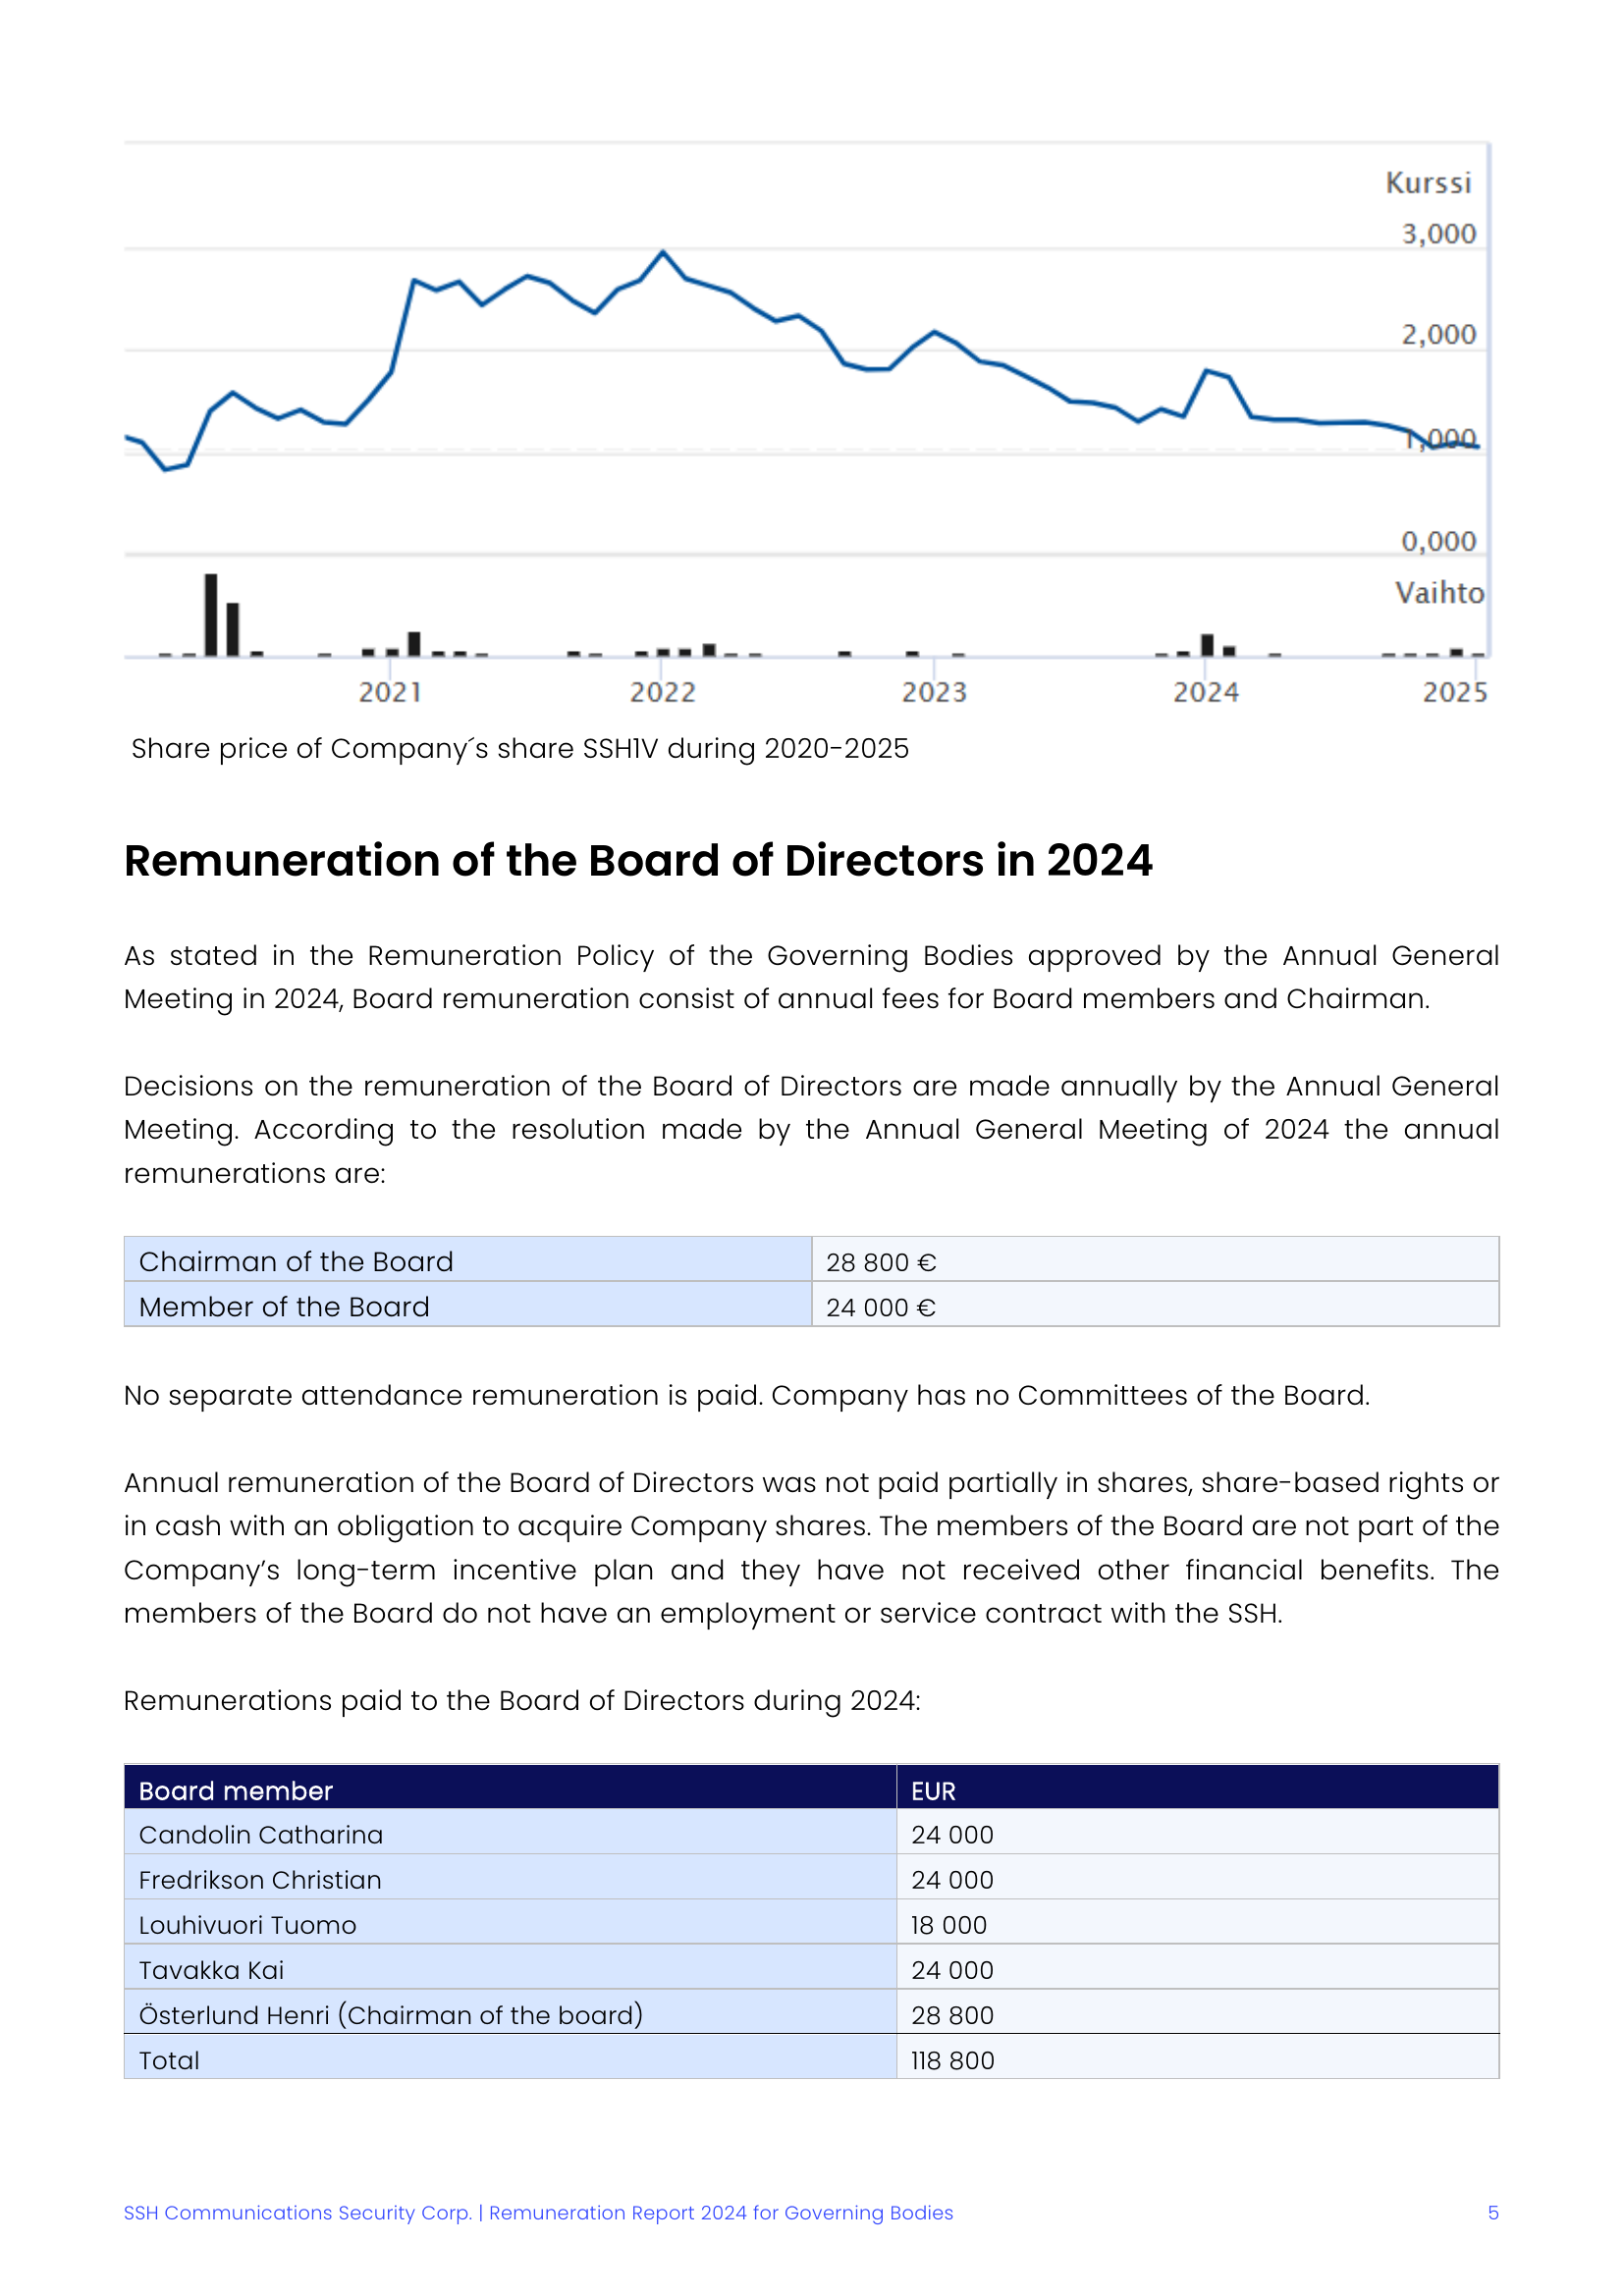 Kurssi
3,000
2,000
1,000
0,000
Vaihto
2021 2022 2023 2024 2025
Share price of Company´s share SSH1V during 2020-2025
Remuneration of the Board of Directors in 2024
As stated in the Remuneration Policy of the Governing Bodies approved by the Annual General
Meeting in 2024, Board remuneration consist of annual fees for Board members and Chairman.
Decisions on the remuneration of the Board of Directors are made annually by the Annual General
Meeting. According to the resolution made by the Annual General Meeting of 2024 the annual
remunerations are:
Chairman of the Board 28 800 €
Member of the Board 24 000 €
No separate attendance remuneration is paid. Company has no Committees of the Board.
Annual remuneration of the Board of Directors was not paid partially in shares, share-based rights or
in cash with an obligation to acquire Company shares. The members of the Board are not part of the
Company’s long-term incentive plan and they have not received other financial benefits. The
members of the Board do not have an employment or service contract with the SSH.
Remunerations paid to the Board of Directors during 2024:
Board member EUR
Candolin Catharina 24 000
Fredrikson Christian 24 000
Louhivuori Tuomo 18 000
Tavakka Kai 24 000
Österlund Henri (Chairman of the board) 28 800
Total 118 800
SSH Communications Security Corp. | Remuneration Report 2024 for Governing Bodies 5